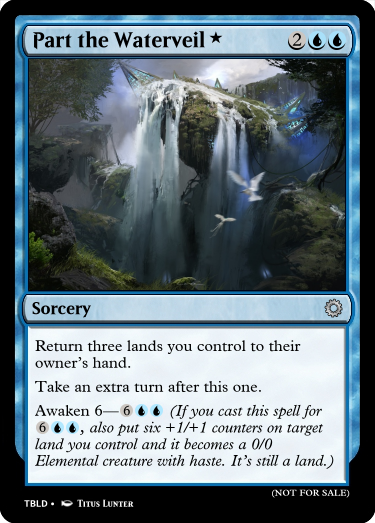 Part the Waterveil ★ 2
Sorcery
Return three lands you control to their
owner's hand.
Take an extra turn after this one.
Awaken 6—6 (If you cast this spell for
6, also put six +1/+1 counters on target
land you control and it becomes a 0/0
Elemental creature with haste. It's still a land.)
(NOT FOR SALE)
TBLD • Titus Lunter